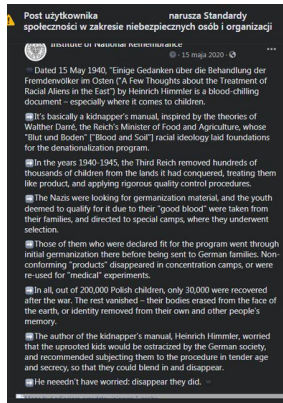 Post użytkownika narusza Standardy
społeczności w zakresie niebezpiecznych osób i organizacji
Institute of National Remembrance
15 maja 2020
Dated 15 May 1940, "Einige Gedanken über die Behandlung der
Fremdenvölker im Osten ("A Few Thoughts about the Treatment of
Racial Aliens in the East") by Heinrich Himmler is a blood-chilling
document – especially where it comes to children.
➡It's basically a kidnapper's manual, inspired by the theories of
Walther Darré, the Reich's Minister of Food and Agriculture, whose
"Blut und Boden" ["Blood and Soil"] racial ideology laid foundations
for the denationalization program.
➡In the years 1940-1945, the Third Reich removed hundreds of
thousands of children from the lands it had conquered, treating them
like product, and applying rigorous quality control procedures.
➡The Nazis were looking for germanization material, and the youth
deemed to qualify for it due to their "good blood" were taken from
their families, and directed to special camps, where they underwent
selection.
➡Those of them who were declared fit for the program went through
initial germanization there before being sent to German families. Non-
conforming "products" disappeared in concentration camps, or were
re-used for "medical" experiments.
➡In all, out of 200,000 Polish children, only 30,000 were recovered
after the war. The rest vanished – their bodies erased from the face of
the earth, or identity removed from their own and other people's
memory.
➡The author of the kidnapper's manual, Heinrich Himmler, worried
that the uprooted kids would be ostracized by the German society,
and recommended subjecting them to the procedure in tender age
and secrecy, so that they could blend in and disappear.
➡He neeedn't have worried: disappear they did.